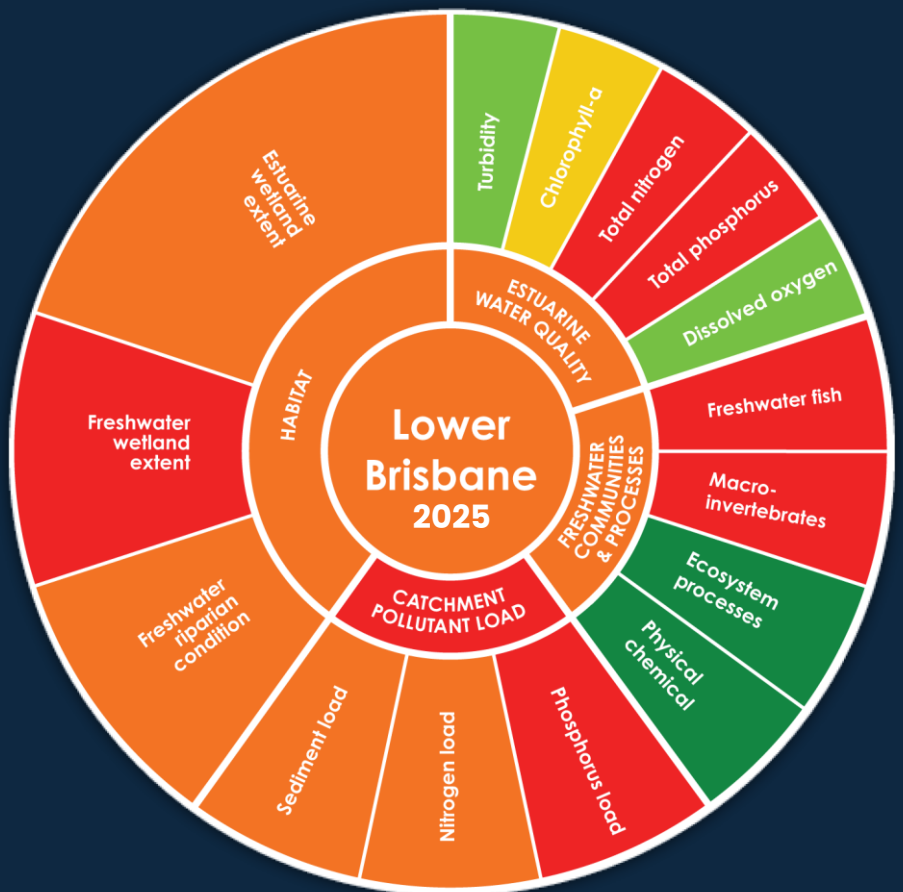 Lower
Brisbane
2025
ESTUARINE
WATER QUALITY
Turbidity
Chlorophyll-a
Total nitrogen
Total phosphorus
Dissolved oxygen
FRESHWATER
COMMUNITIES
& PROCESSES
Freshwater fish
Macro-
invertebrates
Ecosystem
processes
Physical
chemical
CATCHMENT
POLLUTANT LOAD
Phosphorus load
Nitrogen load
Sediment load
HABITAT
Freshwater
riparian
condition
Freshwater
wetland
extent
Estuarine
wetland
extent